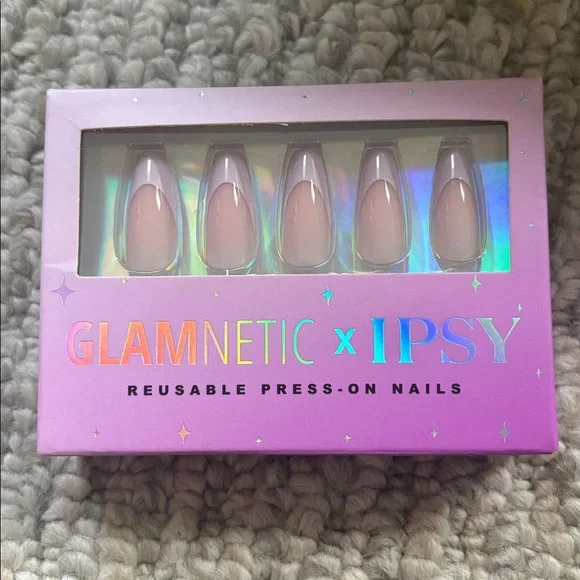 GLAMNETIC x IPSY
REUSABLE PRESS-ON NAILS